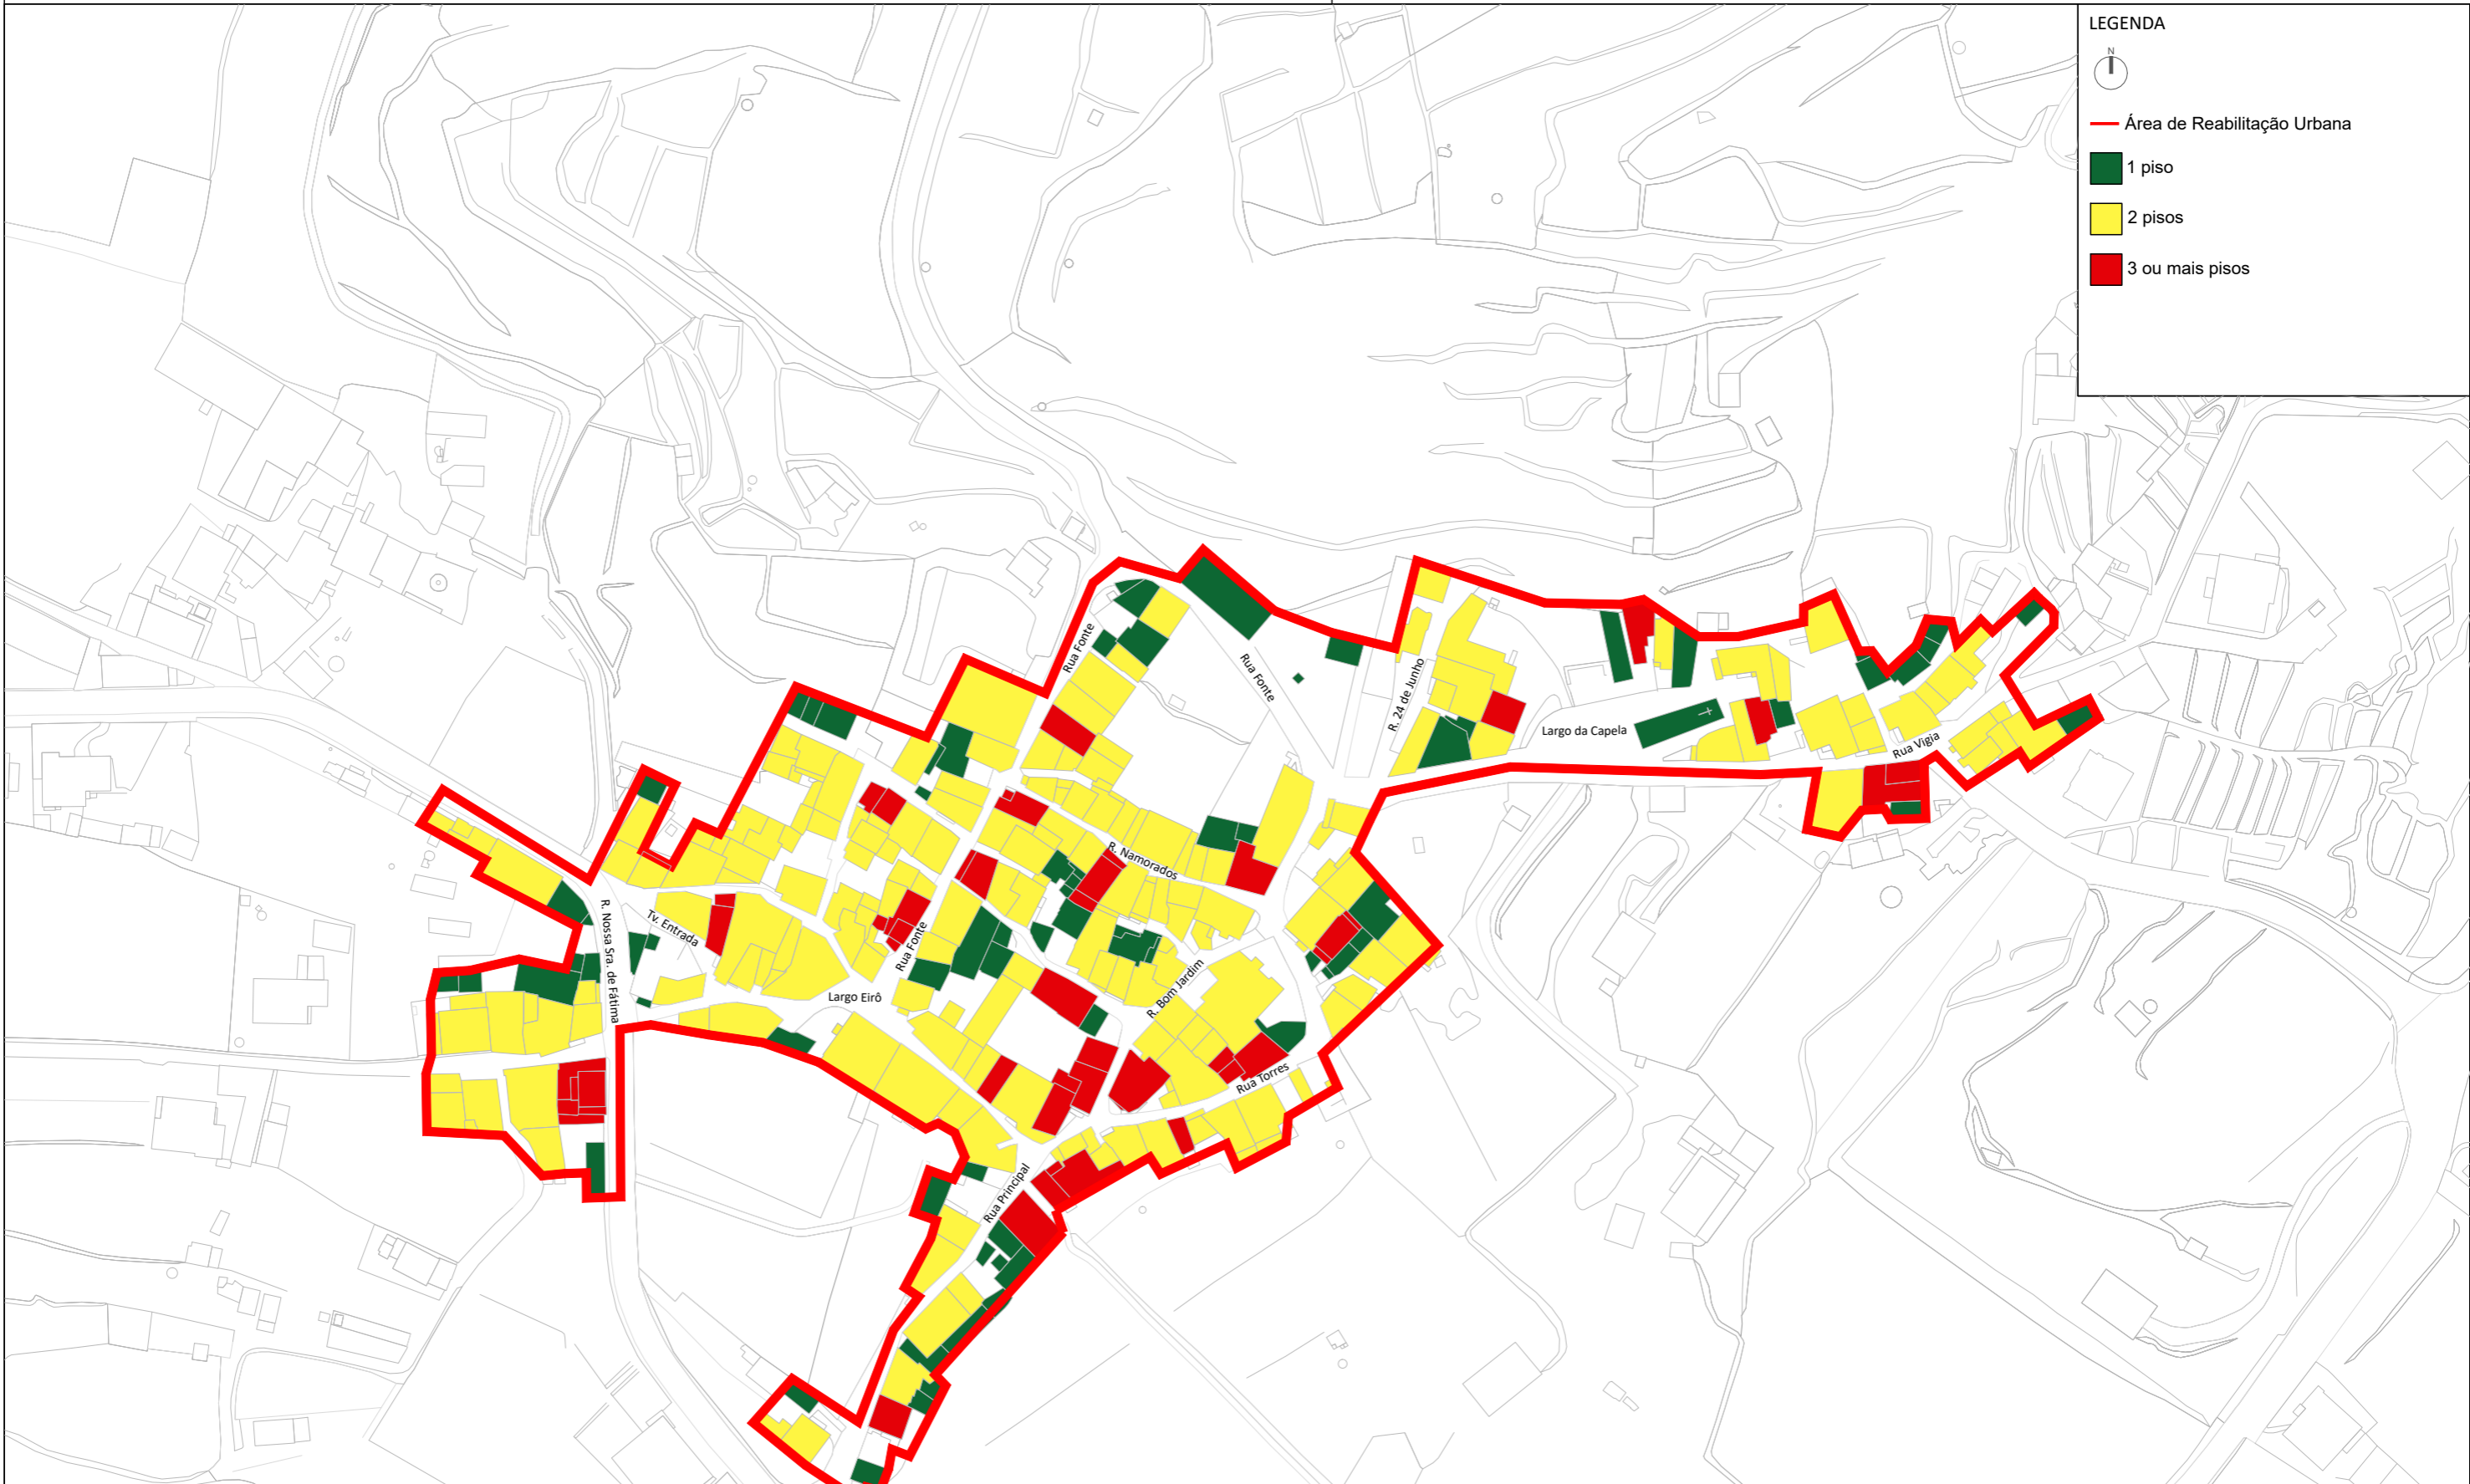 LEGENDA
N
Área de Reabilitação Urbana
1 piso
2 pisos
3 ou mais pisos
Rua Fonte
Rua Fonte
R. 24 de Junho
Largo da Capela
Rua Vigia
R. Namorados
R. Nossa Sra. de Fátima
Tv. Entrada
Rua Fonte
Largo Eirô
R. Bom Jardim
Rua Torres
Rua Principal